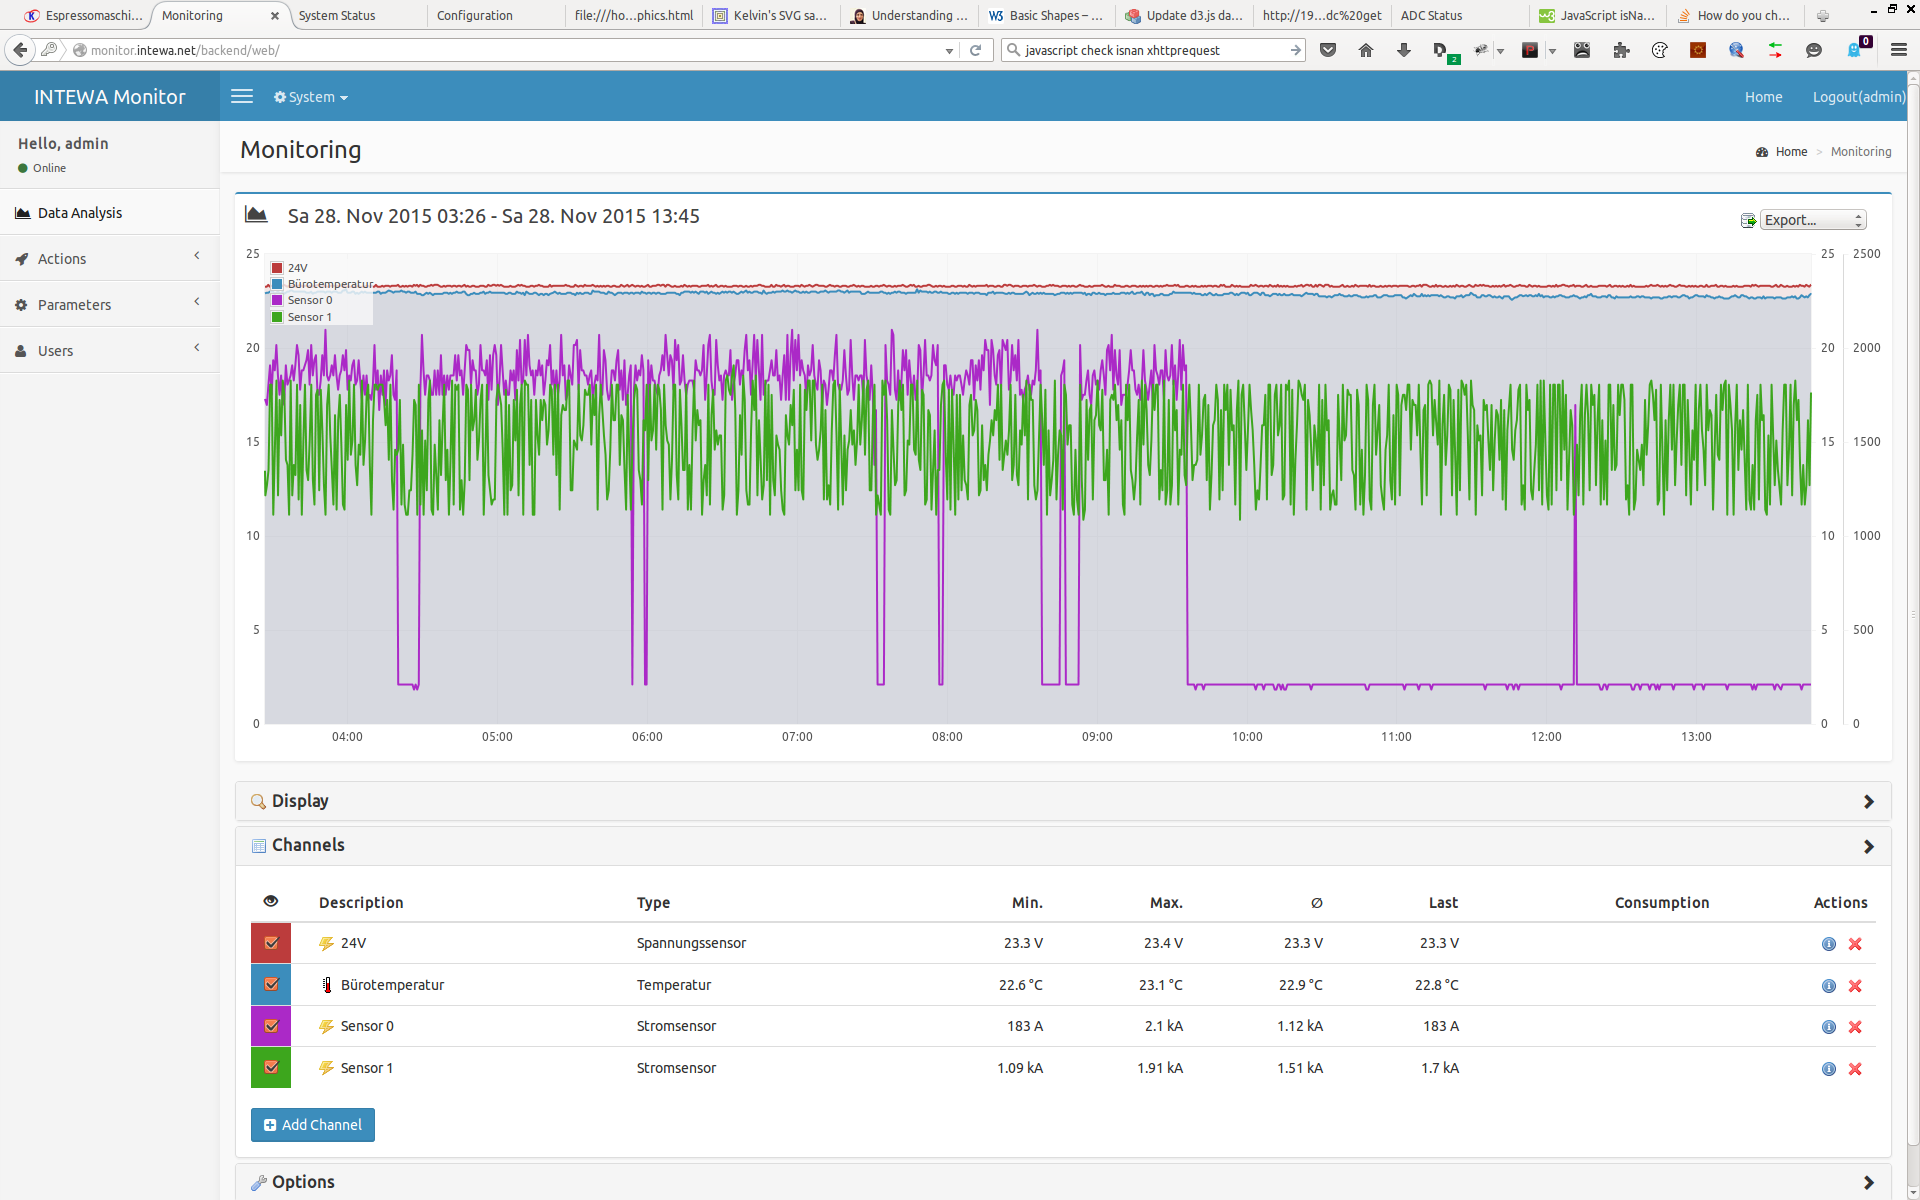 Espressomaschi...
Monitoring
System Status
Configuration
file:///ho...phics.html
Kelvin's SVG sa...
Understanding ...
W3 Basic Shapes – ...
Update d3.js da...
http://19...dc%20get
ADC Status
JavaScript isNa...
How do you ch...
monitor.intewa.net/backend/web/
javascript check isnan xhttprequest
2
0
INTEWA Monitor
System
Home
Logout(admin)
Hello, admin
Online
Data Analysis
Actions
Parameters
Users
Monitoring
Home > Monitoring
Sa 28. Nov 2015 03:26 - Sa 28. Nov 2015 13:45
Export...
25
20
15
10
5
0
24V
Bürotemperatur
Sensor 0
Sensor 1
25 2500
20 2000
15 1500
10 1000
5 500
0 0
04:00 05:00 06:00 07:00 08:00 09:00 10:00 11:00 12:00 13:00
Display
Channels
Description Type Min. Max. ∅ Last Consumption Actions
24V Spannungssensor 23.3 V 23.4 V 23.3 V 23.3 V
Bürotemperatur Temperatur 22.6 °C 23.1 °C 22.9 °C 22.8 °C
Sensor 0 Stromsensor 183 A 2.1 kA 1.12 kA 183 A
Sensor 1 Stromsensor 1.09 kA 1.91 kA 1.51 kA 1.7 kA
Add Channel
Options